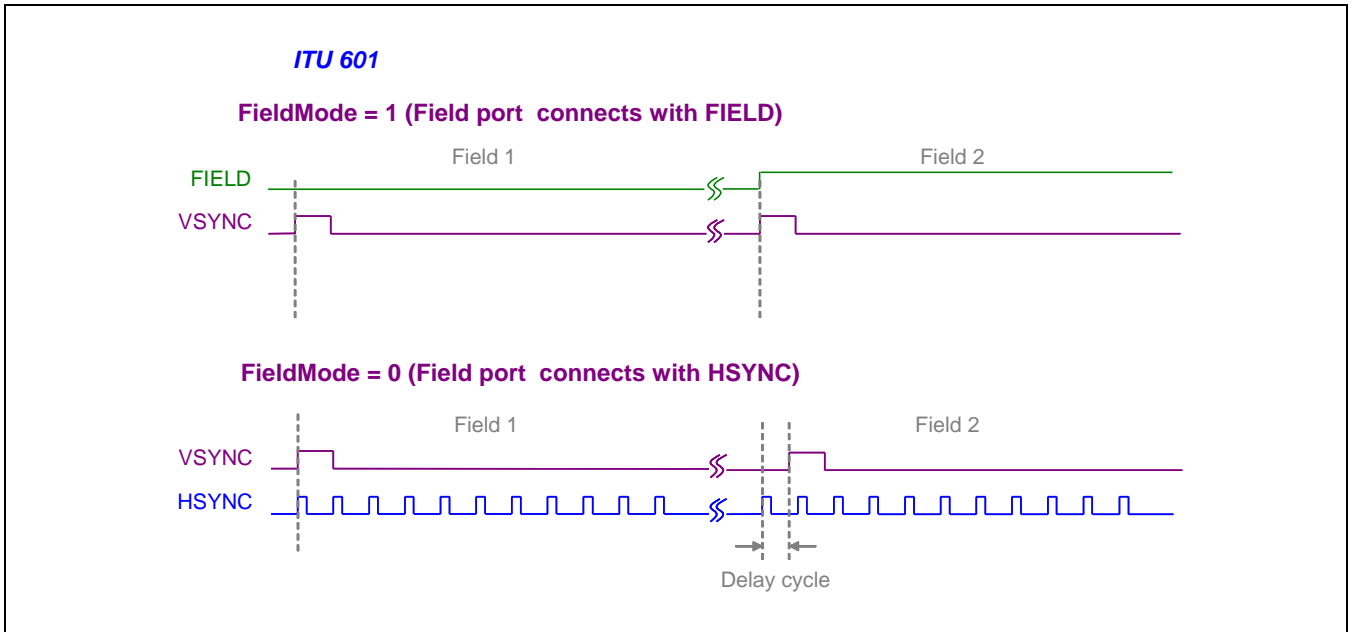 ITU 601
FieldMode = 1 (Field port connects with FIELD)
Field 1
Field 2
FIELD
VSYNC
FieldMode = 0 (Field port connects with HSYNC)
Field 1
Field 2
VSYNC
HSYNC
Delay cycle